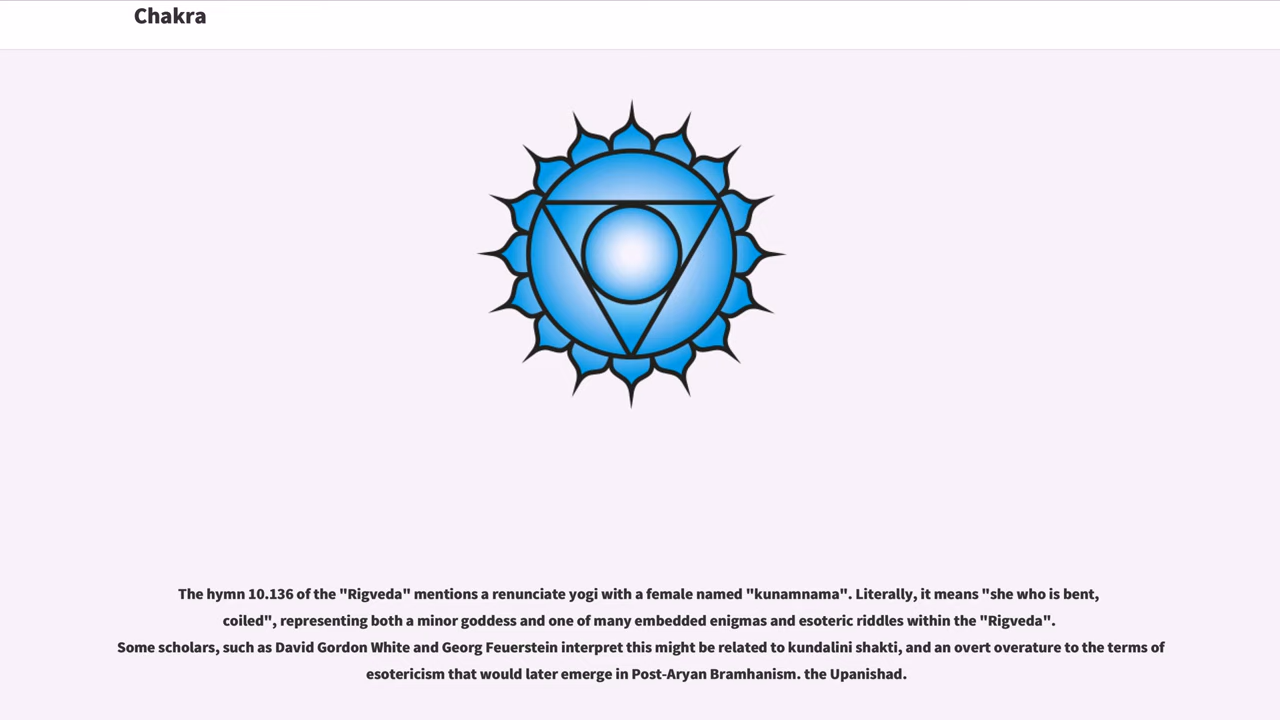 Chakra
The hymn 10.136 of the "Rigveda" mentions a renunciate yogi with a female named "kunamnama". Literally, it means "she who is bent,
coiled", representing both a minor goddess and one of many embedded enigmas and esoteric riddles within the "Rigveda".
Some scholars, such as David Gordon White and Georg Feuerstein interpret this might be related to kundalini shakti, and an overt overature to the terms of
esotericism that would later emerge in Post-Aryan Bramhanism. the Upanishad.